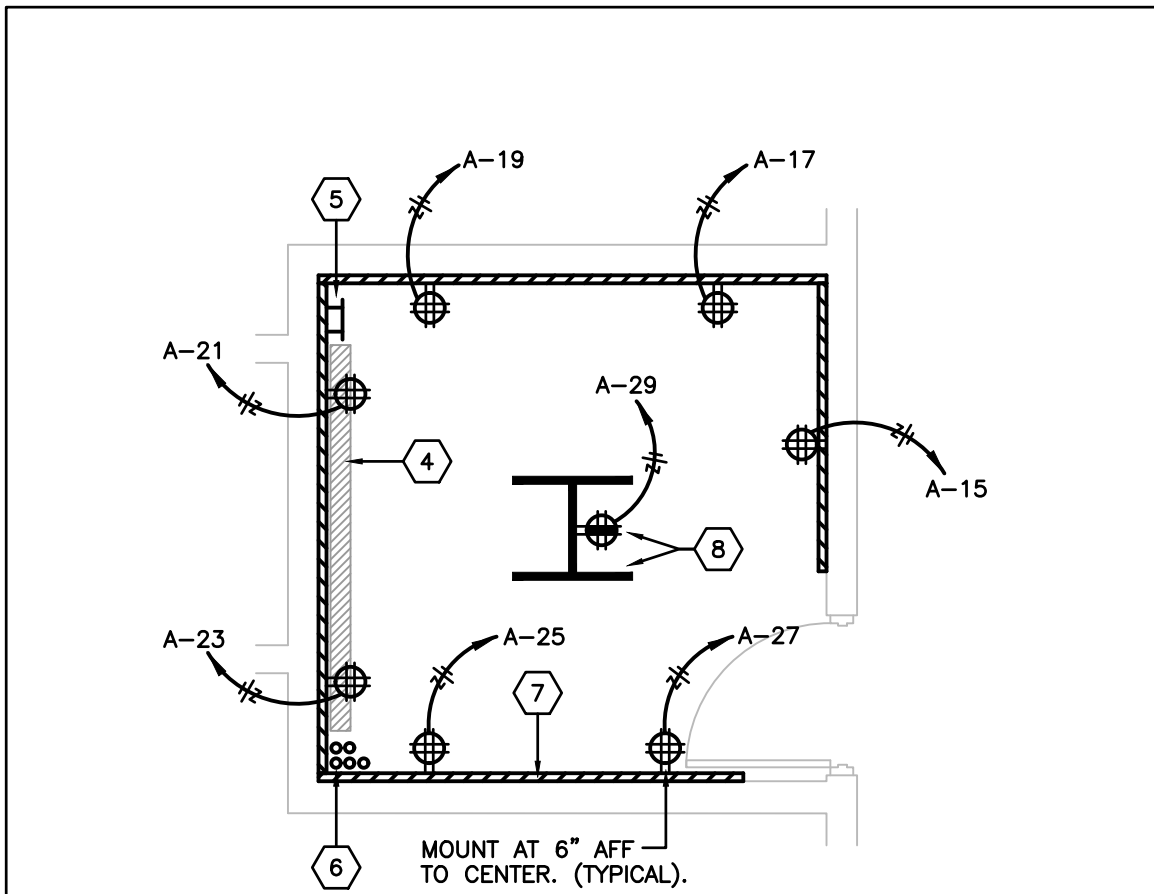 A-19
A-17
5
A-21
A-29
4
A-15
8
A-23
A-25
A-27
7
6
MOUNT AT 6” AFF
TO CENTER. (TYPICAL).